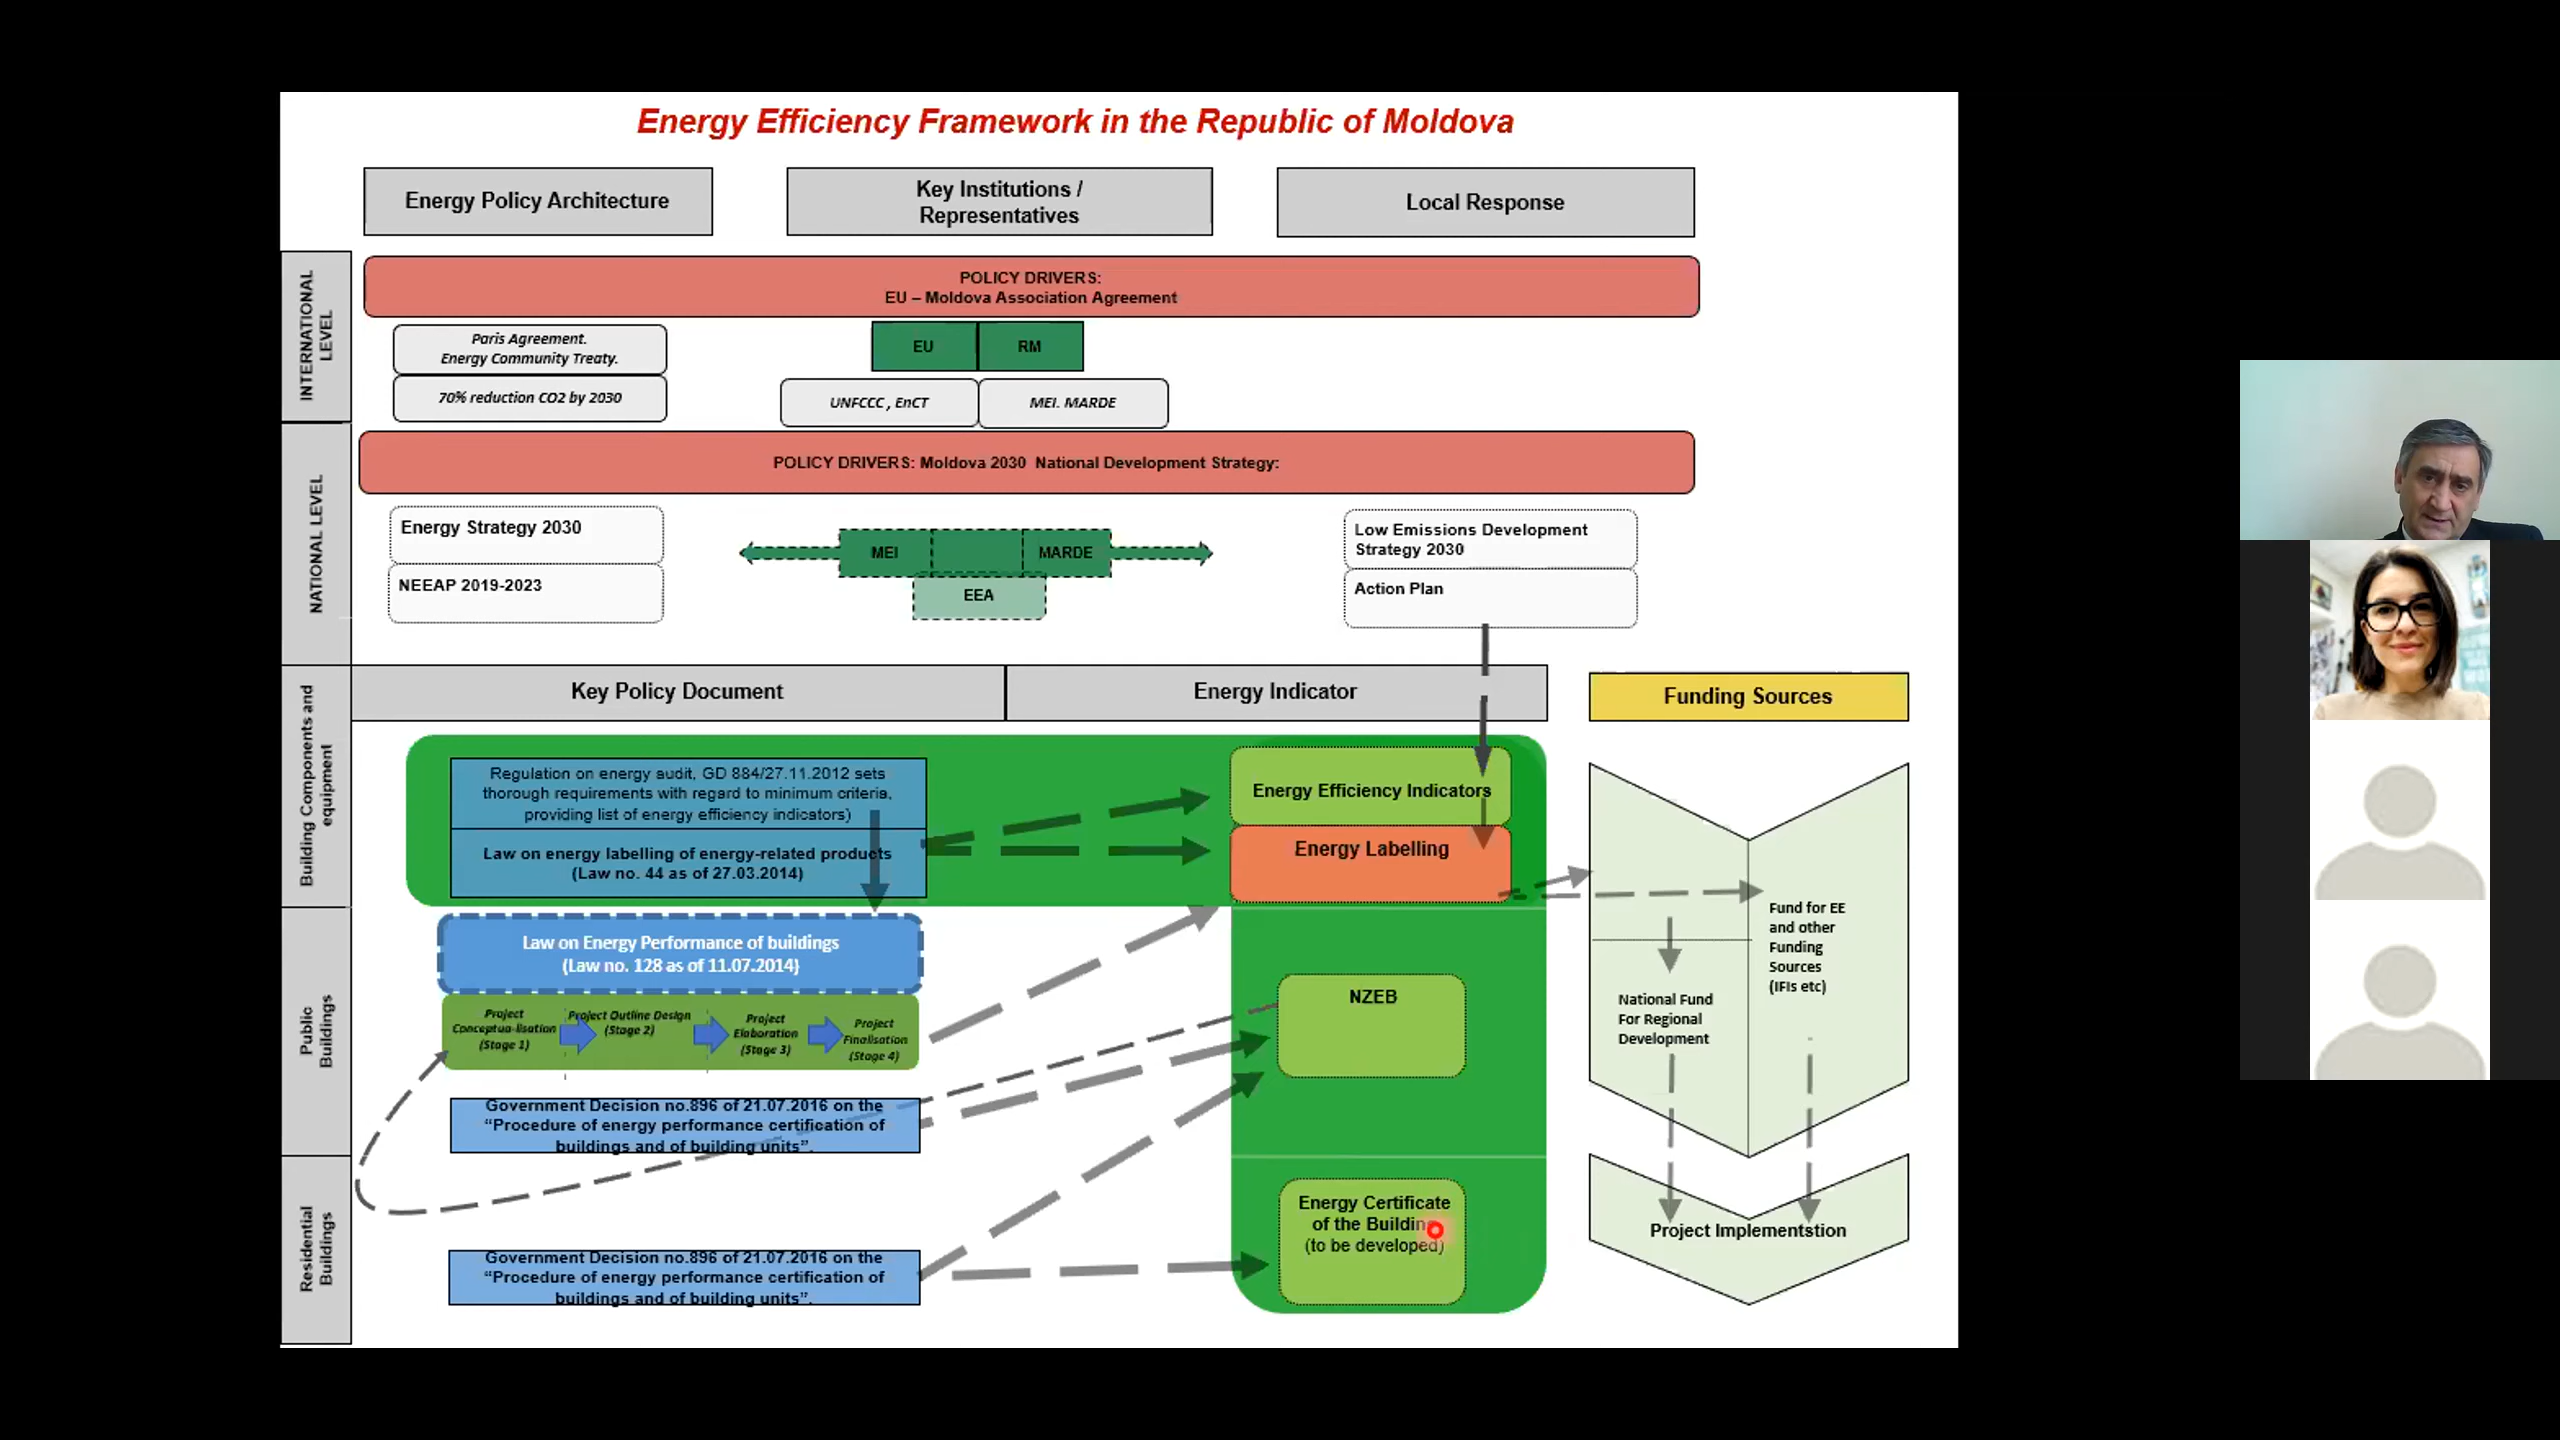 Energy Efficiency Framework in the Republic of Moldova
Energy Policy Architecture
Key Institutions /
Representatives
Local Response
INTERNATIONAL
LEVEL
POLICY DRIVERS:
EU – Moldova Association Agreement
Paris Agreement.
Energy Community Treaty.
70% reduction CO2 by 2030
EU
RM
UNFCCC , EnCT
MEI. MARDE
NATIONAL LEVEL
POLICY DRIVERS: Moldova 2030 National Development Strategy:
Energy Strategy 2030
NEEAP 2019-2023
MEI
MARDE
EEA
Low Emissions Development
Strategy 2030
Action Plan
Key Policy Document
Energy Indicator
Funding Sources
Building Components and
equipment
Regulation on energy audit, GD 884/27.11.2012 sets
thorough requirements with regard to minimum criteria,
providing list of energy efficiency indicators)
Law on energy labelling of energy-related products
(Law no. 44 as of 27.03.2014)
Energy Efficiency Indicators
Energy Labelling
Public
Buildings
Law on Energy Performance of buildings
(Law no. 128 as of 11.07.2014)
Project
Conceptua-lisation
(Stage 1)
Project Outline Design
(Stage 2)
Project
Elaboration
(Stage 3)
Project
Finalisation
(Stage 4)
Government Decision no.896 of 21.07.2016 on the
“Procedure of energy performance certification of
buildings and of building units”.
NZEB
National Fund
For Regional
Development
Fund for EE
and other
Funding
Sources
(IFIs etc)
Residential
Buildings
Government Decision no.896 of 21.07.2016 on the
“Procedure of energy performance certification of
buildings and of building units”.
Energy Certificate
of the Building
(to be developed)
Project Implementstion